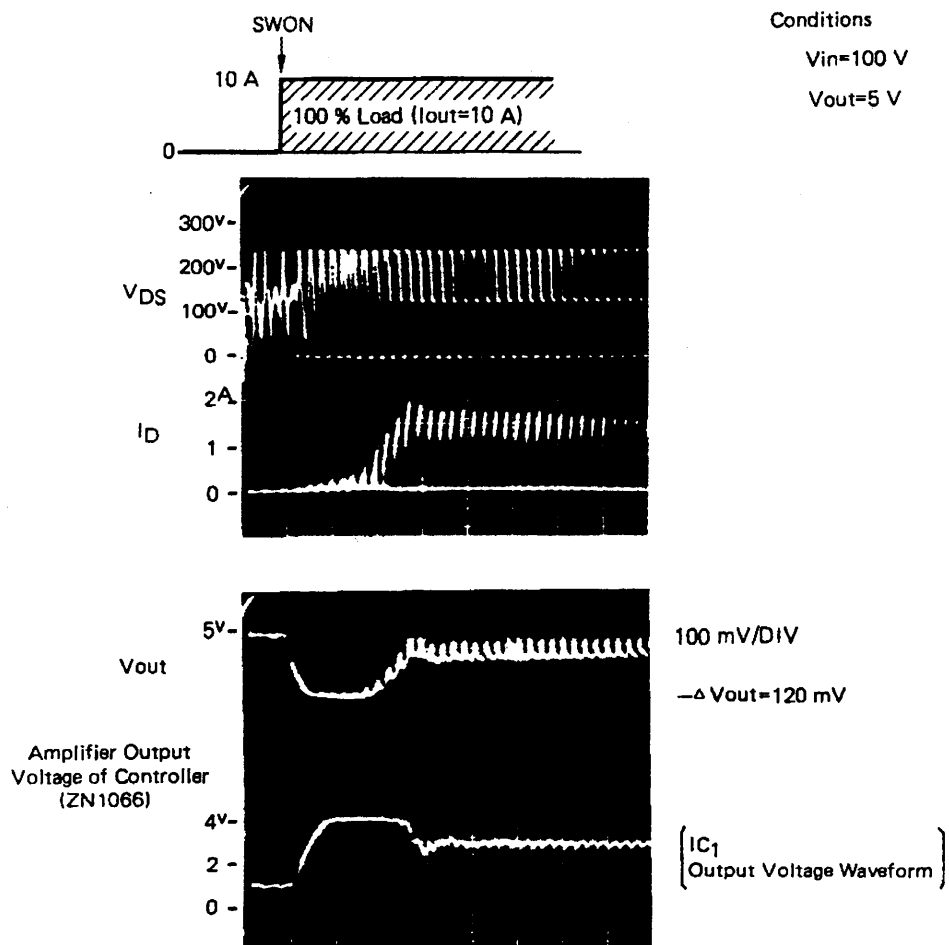 SWON
Conditions
Vin=100 V
Vout=5 V
10 A
100 % Load (Iout=10 A)
0
300V-
200V-
VDS
100V-
0 -
2A
ID
1 -
0 -
5V-
100 mV/DIV
Vout
-Δ Vout=120 mV
Amplifier Output
Voltage of Controller
(ZN1066)
4V-
2 -
0 -
IC1
Output Voltage Waveform